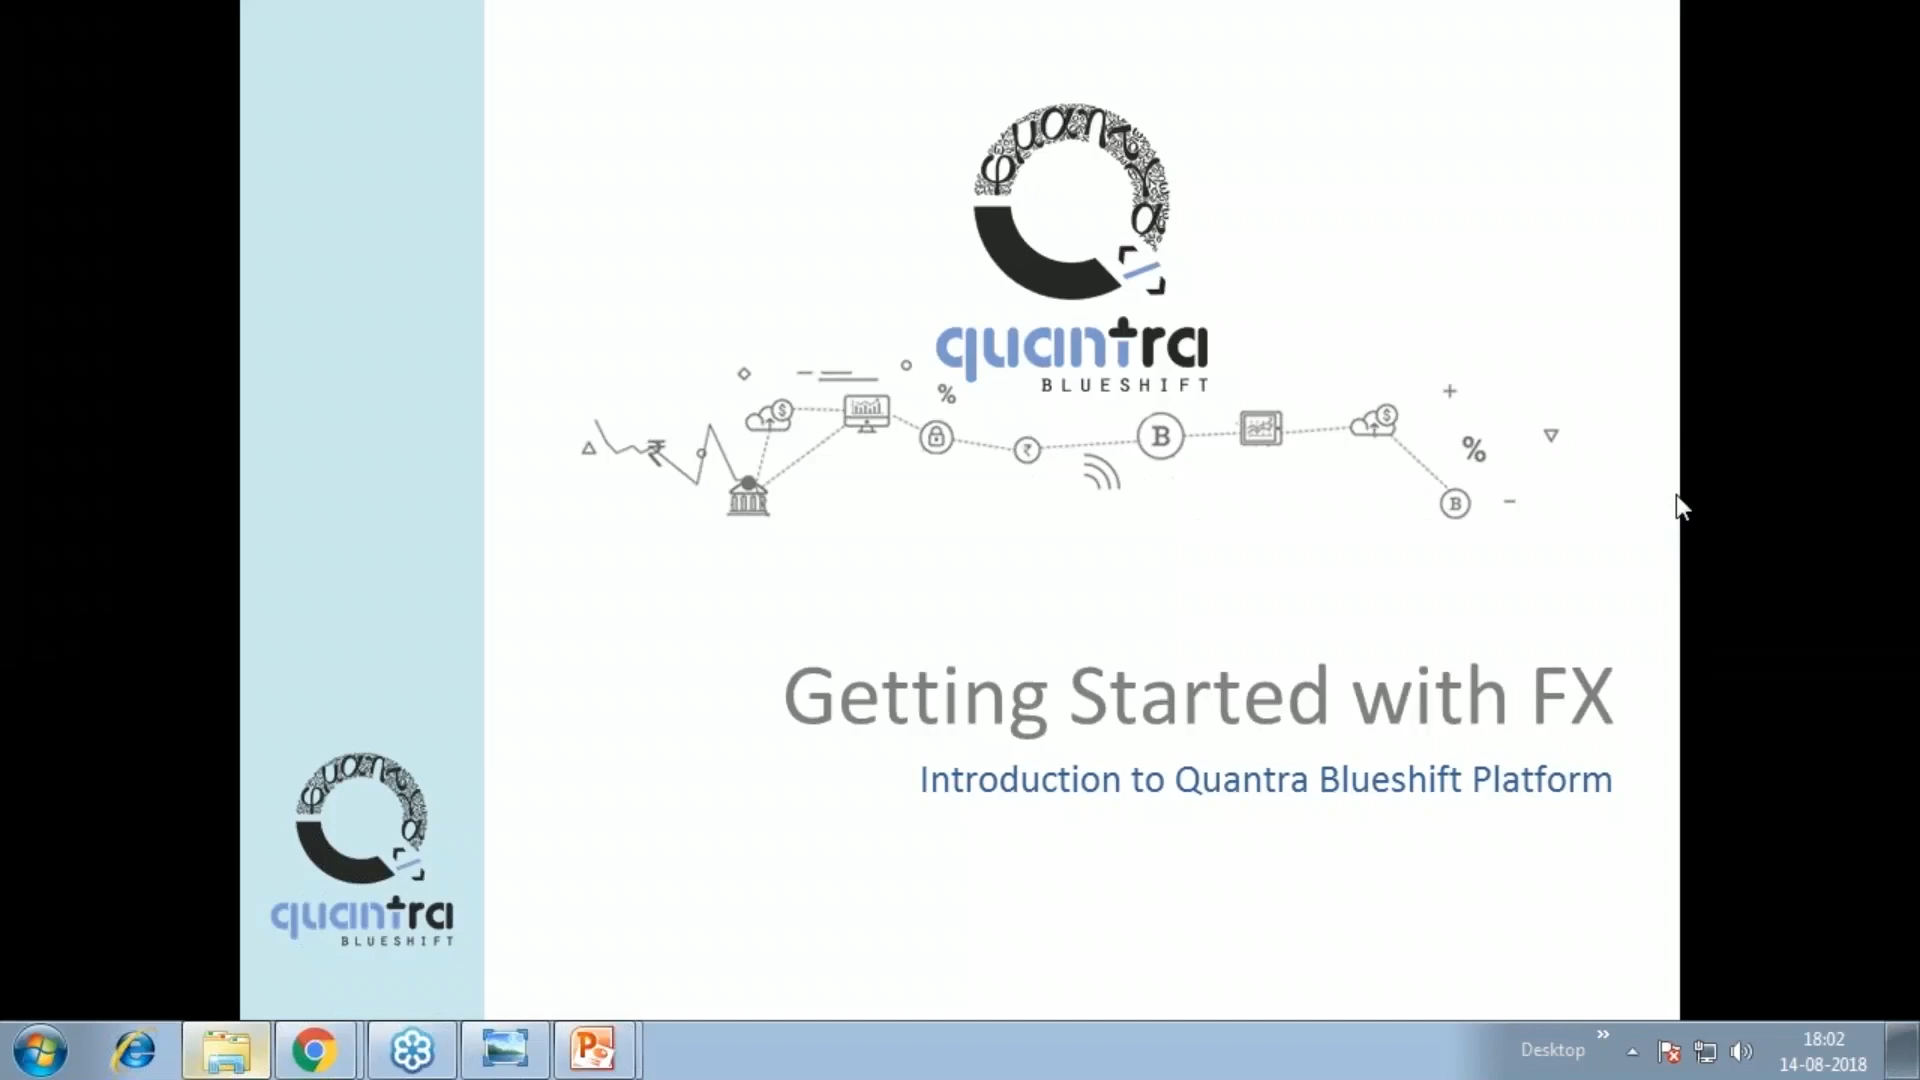 φμαητρα
quantra
BLUESHIFT
%
₹
$
₹
B
$
%
B
Getting Started with FX
Introduction to Quantra Blueshift Platform
quantra
BLUESHIFT
Desktop
18:02
14-08-2018